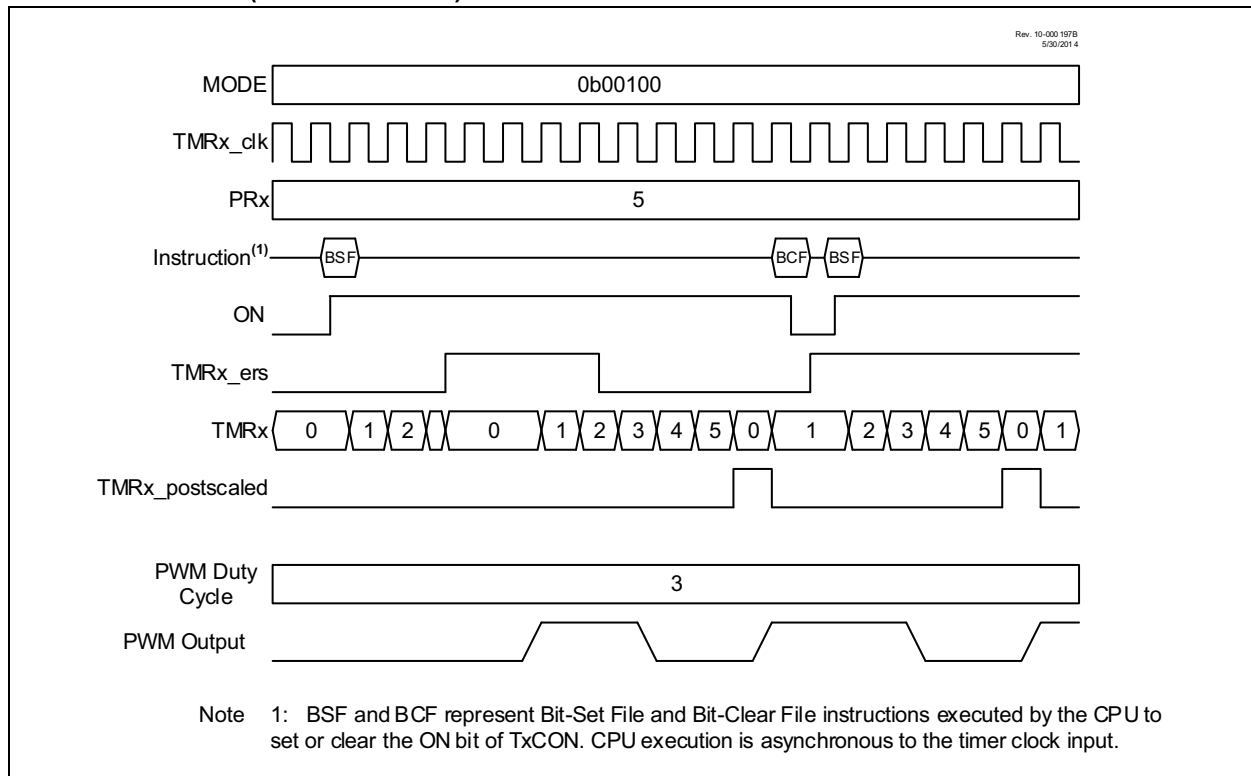 Rev. 10-000 197B
5/30/201 4
MODE 0b00100
TMRx_clk
PRx 5
Instruction(1) BSF BCF BSF
ON
TMRx_ers
TMRx 0 1 2 0 1 2 3 4 5 0 1 2 3 4 5 0 1
TMRx_postscaled
PWM Duty
Cycle 3
PWM Output
Note 1: BSF and BCF represent Bit-Set File and Bit-Clear File instructions executed by the CPU to
set or clear the ON bit of TxCON. CPU execution is asynchronous to the timer clock input.